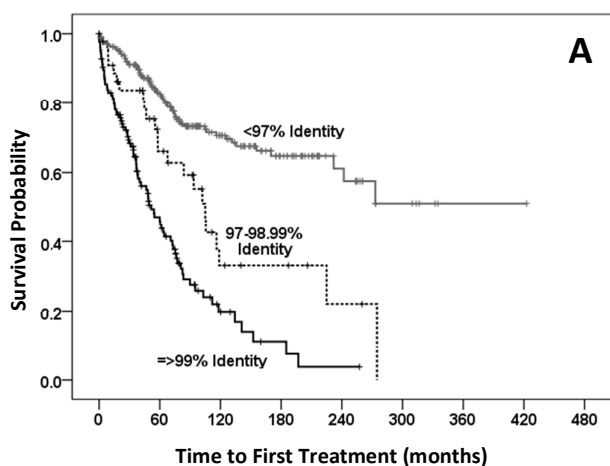 A
1.0
0.8
0.6
0.4
0.2
0.0
Survival Probability
<97% Identity
97-98.99%
Identity
=>99% Identity
0 60 120 180 240 300 360 420 480
Time to First Treatment (months)